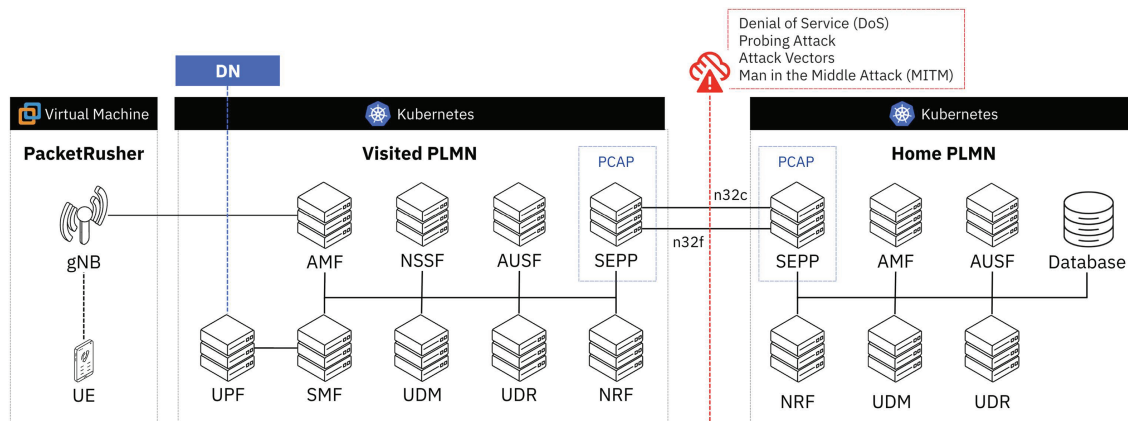 Denial of Service (DoS)
Probing Attack
Attack Vectors
Man in the Middle Attack (MITM)
DN
Virtual Machine
Kubernetes
Kubernetes
PacketRusher
Visited PLMN
Home PLMN
PCAP
PCAP
n32c
n32f
gNB
AMF
NSSF
AUSF
SEPP
SEPP
AMF
AUSF
Database
UE
UPF
SMF
UDM
UDR
NRF
NRF
UDM
UDR